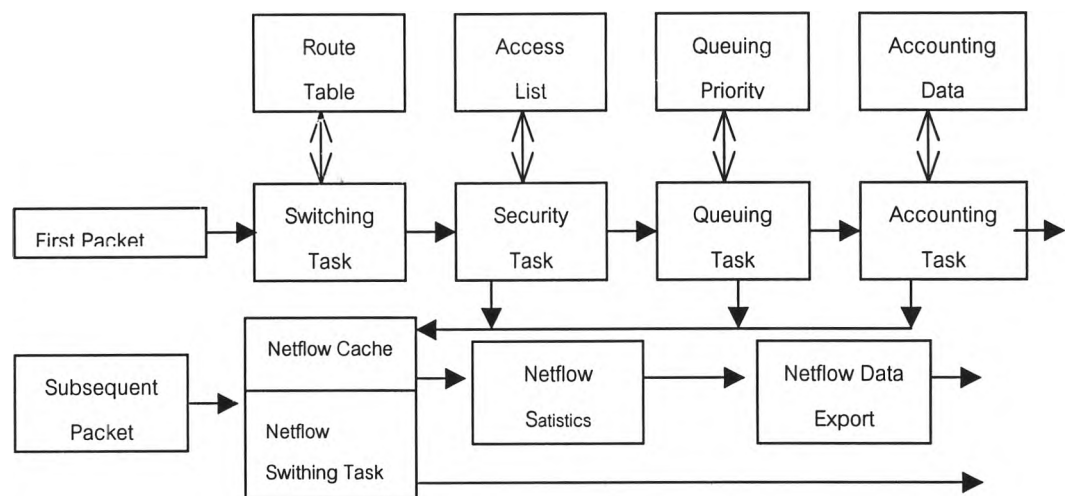 Route
Table
Access
List
Queuing
Priority
Accounting
Data
First Packet
Switching
Task
Security
Task
Queuing
Task
Accounting
Task
Subsequent
Packet
Netflow Cache
Netflow
Swithing Task
Netflow
Satistics
Netflow Data
Export